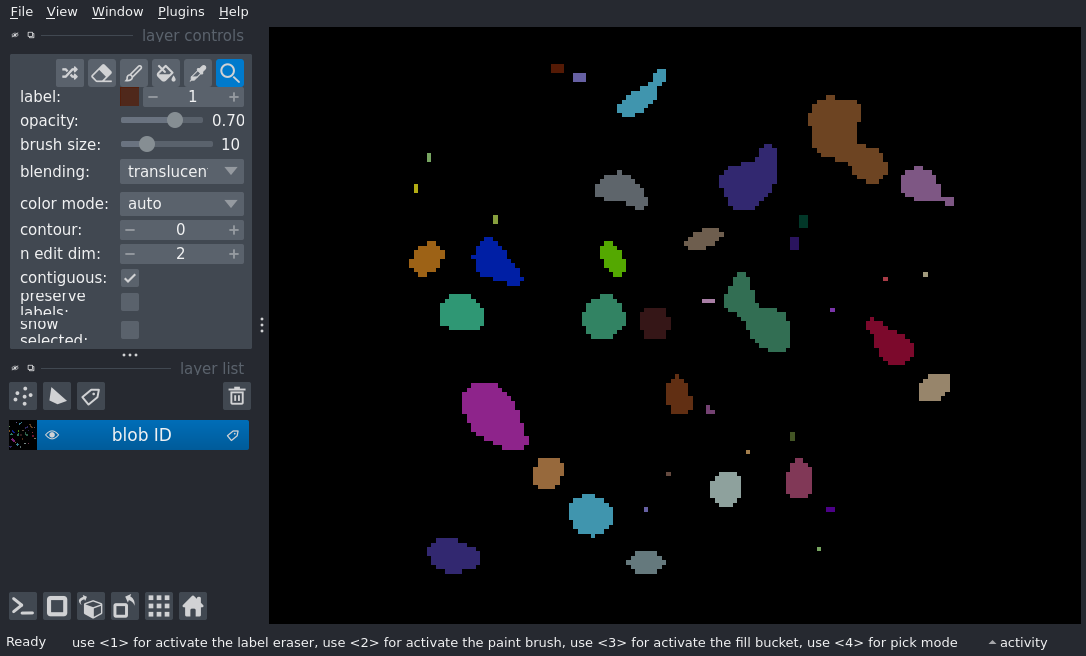 File View Window Plugins Help
layer controls
label: 1
opacity: 0.70
brush size: 10
blending: translucen
color mode: auto
contour: 0
n edit dim: 2
contiguous:
preserve
labels:
show
selected:
layer list
blob ID
Ready use <1> for activate the label eraser, use <2> for activate the paint brush, use <3> for activate the fill bucket, use <4> for pick mode activity